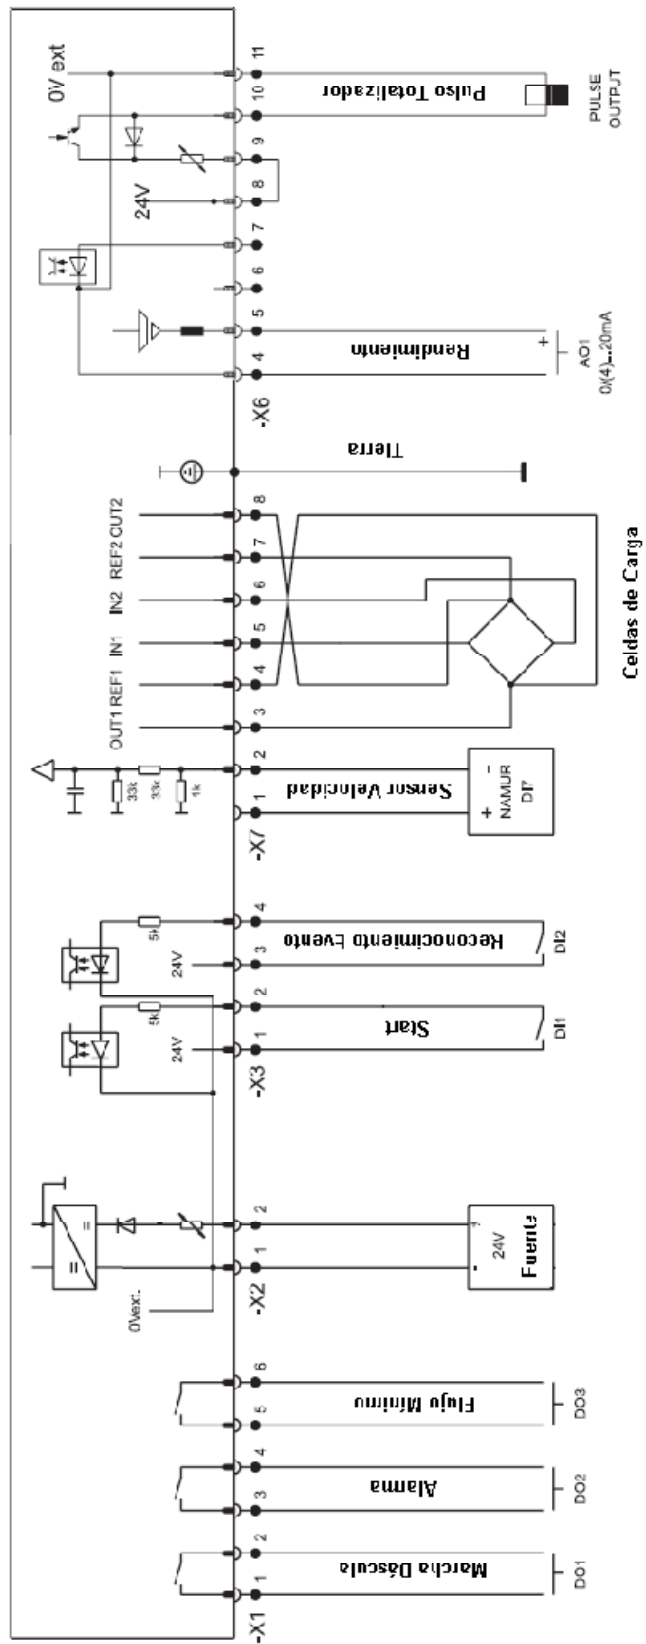 0V ext
11
10
9
8
24V
7
6
5
4
-X6
Pulso Totalizador
PULSE
OUTPUT
Rendimiento
+
AO1
0/(4)...20mA
Tierra
OUT1 REF1 IN1 IN2 REF2 OUT2
8
7
6
5
4
3
2
1
-X7
Celdas de Carga
33k
33k
1k
Sensor Velocidad
+ -
NAMUR
DI7
4
3
2
1
-X3
5k
24V
5k
24V
Reconocimiento Evento
DI2
Start
DI1
2
1
-X2
0Vext.
+
-
24V
Fuente
6
5
4
3
2
1
-X1
Flujo Mínimo
DO3
Alarma
DO2
Marcha Báscula
DO1